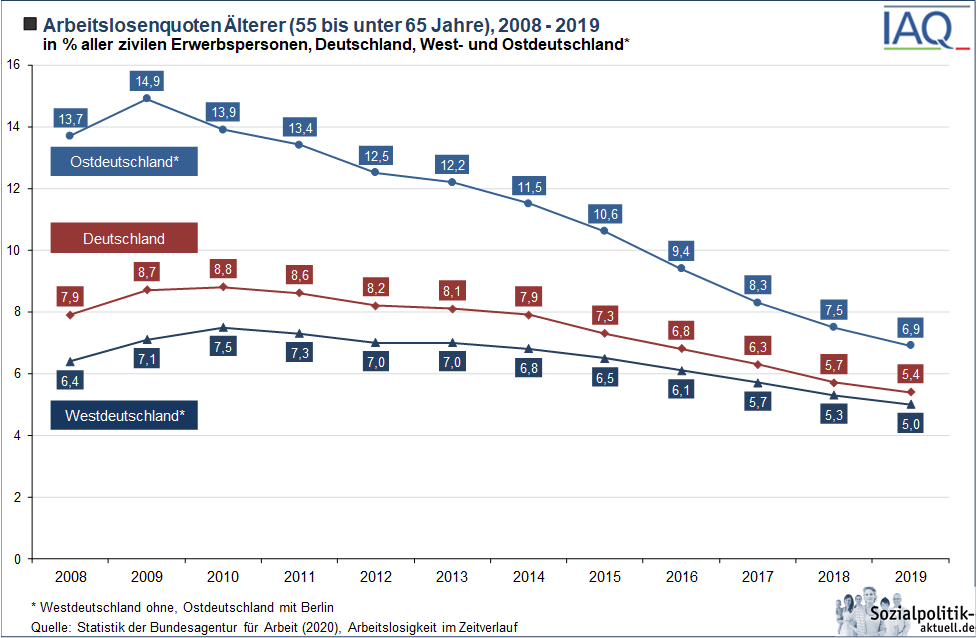 Arbeitslosenquoten Älterer (55 bis unter 65 Jahre), 2008 - 2019
in % aller zivilen Erwerbspersonen, Deutschland, West- und Ostdeutschland*
IAQ
16
14
12
10
8
6
4
2
0
13,7 14,9 13,9 13,4 12,5 12,2 11,5 10,6 9,4 8,3 7,5 6,9
Ostdeutschland*
Deutschland
7,9 8,7 8,8 8,6 8,2 8,1 7,9 7,3 6,8 6,3 5,7 5,4
6,4 7,1 7,5 7,3 7,0 7,0 6,8 6,5 6,1 5,7 5,3 5,0
Westdeutschland*
2008 2009 2010 2011 2012 2013 2014 2015 2016 2017 2018 2019
* Westdeutschland ohne, Ostdeutschland mit Berlin
Quelle: Statistik der Bundesagentur für Arbeit (2020), Arbeitslosigkeit im Zeitverlauf
Sozialpolitik-
aktuell.de